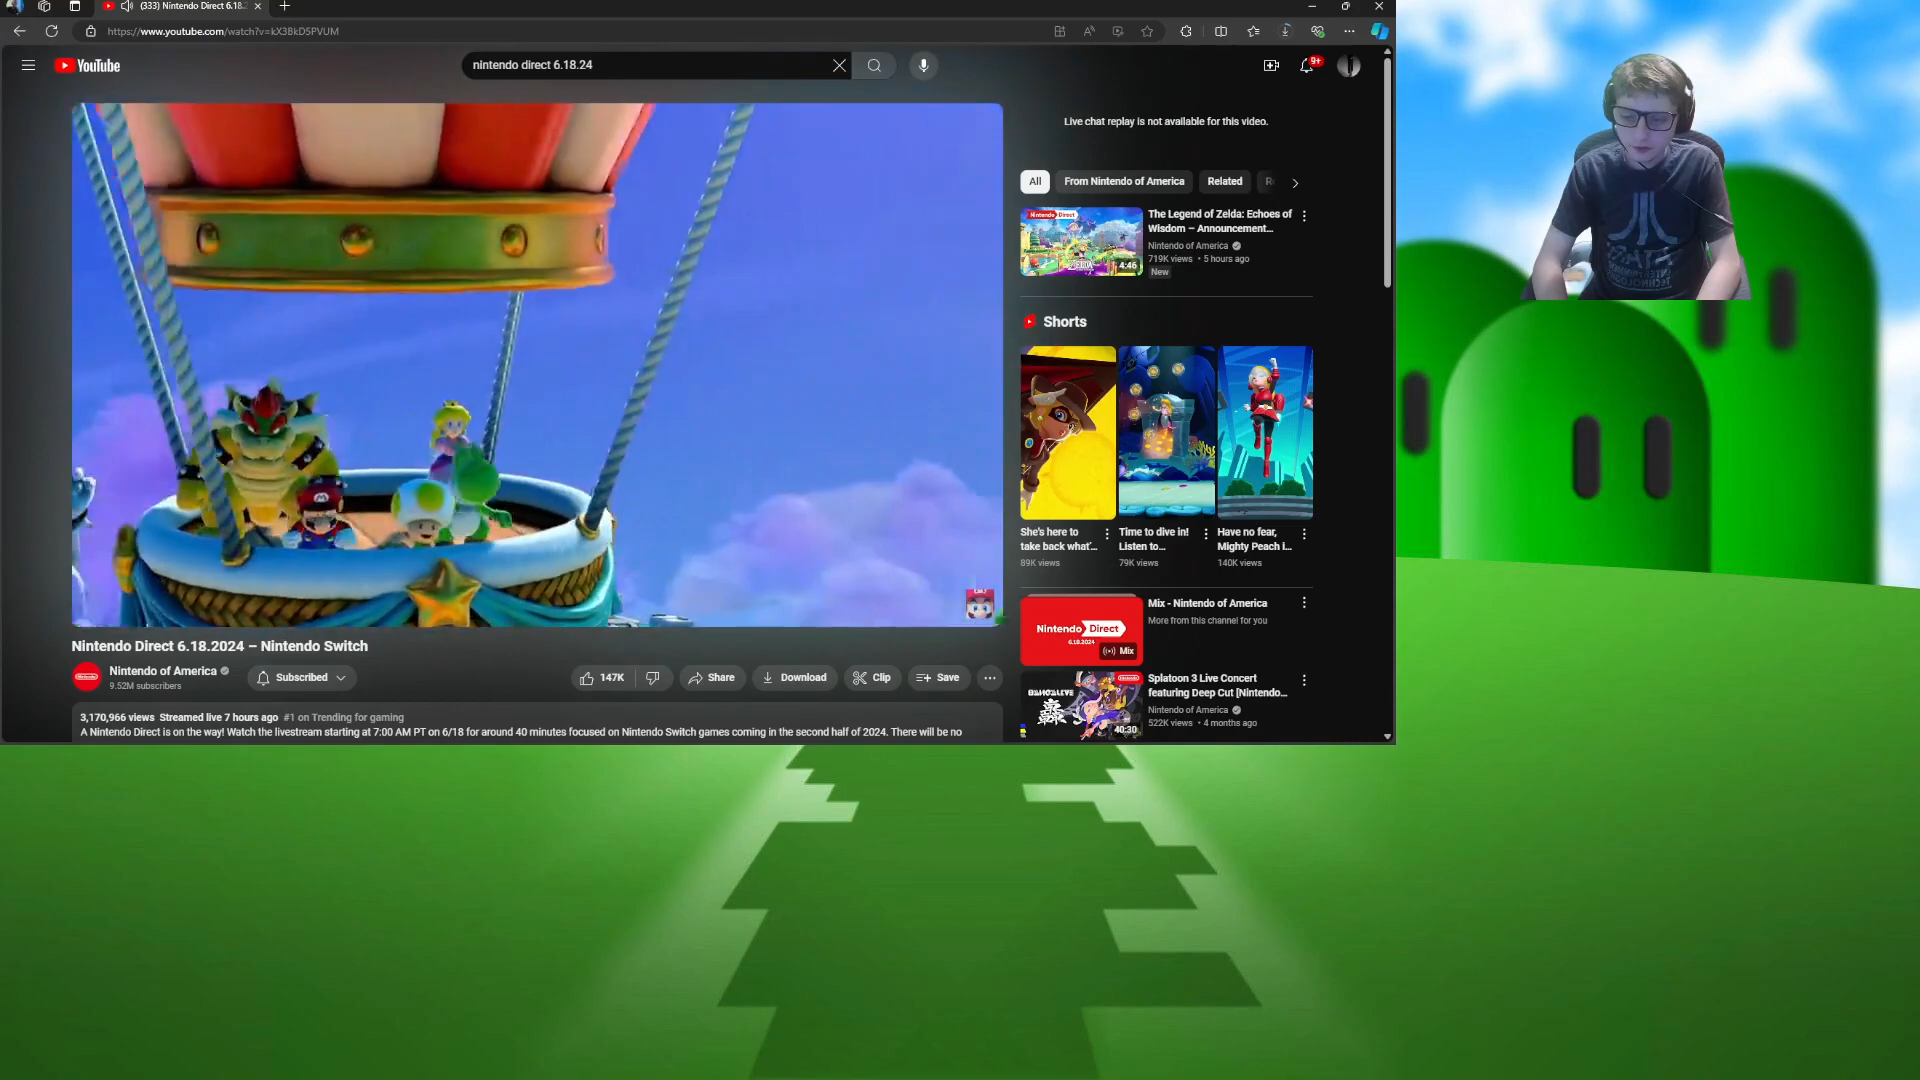 (333) Nintendo Direct 6.18.2
https://www.youtube.com/watch?v=kX3BkD5PVUM
YouTube
nintendo direct 6.18.24
9+
Live chat replay is not available for this video.
All
From Nintendo of America
Related
Nintendo Direct
4:46
The Legend of Zelda: Echoes of
Wisdom – Announcement...
Nintendo of America
719K views • 5 hours ago
New
Shorts
She's here to
take back what'...
89K views
Time to dive in!
Listen to...
79K views
Have no fear,
Mighty Peach i...
140K views
Nintendo Direct
6.18.2024
Mix
Mix - Nintendo of America
More from this channel for you
40:30
Splatoon 3 Live Concert
featuring Deep Cut [Nintendo...
Nintendo of America
522K views • 4 months ago
Nintendo Direct 6.18.2024 – Nintendo Switch
Nintendo of America
9.52M subscribers
Subscribed
147K
Share
Download
Clip
Save
3,170,966 views Streamed live 7 hours ago #1 on Trending for gaming
A Nintendo Direct is on the way! Watch the livestream starting at 7:00 AM PT on 6/18 for around 40 minutes focused on Nintendo Switch games coming in the second half of 2024. There will be no